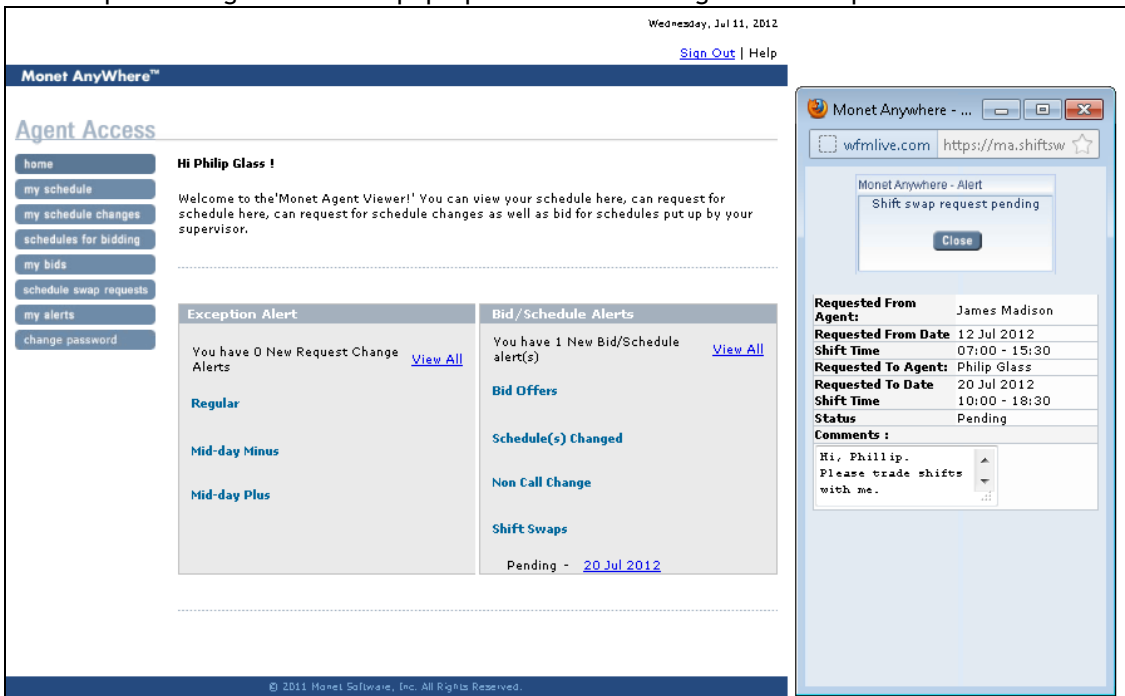 Wednesday, Jul 11, 2012
Sign Out | Help
Monet AnyWhere™
Agent Access
home
my schedule
my schedule changes
schedules for bidding
my bids
schedule swap requests
my alerts
change password
Hi Philip Glass !
Welcome to the'Monet Agent Viewer!' You can view your schedule here, can request for
schedule here, can request for schedule changes as well as bid for schedules put up by your
supervisor.
Exception Alert
You have 0 New Request Change
Alerts
View All
Regular
Mid-day Minus
Mid-day Plus
Bid/Schedule Alerts
You have 1 New Bid/Schedule
alert(s)
View All
Bid Offers
Schedule(s) Changed
Non Call Change
Shift Swaps
Pending - 20 Jul 2012
© 2011 Monet Software, Inc. All Rights Reserved.
Monet Anywhere - ...
wfmlive.com https://ma.shiftsw
Monet Anywhere - Alert
Shift swap request pending
Close
Requested From
Agent: James Madison
Requested From Date 12 Jul 2012
Shift Time 07:00 - 15:30
Requested To Agent: Philip Glass
Requested To Date 20 Jul 2012
Shift Time 10:00 - 18:30
Status Pending
Comments :
Hi, Phillip.
Please trade shifts
with me.